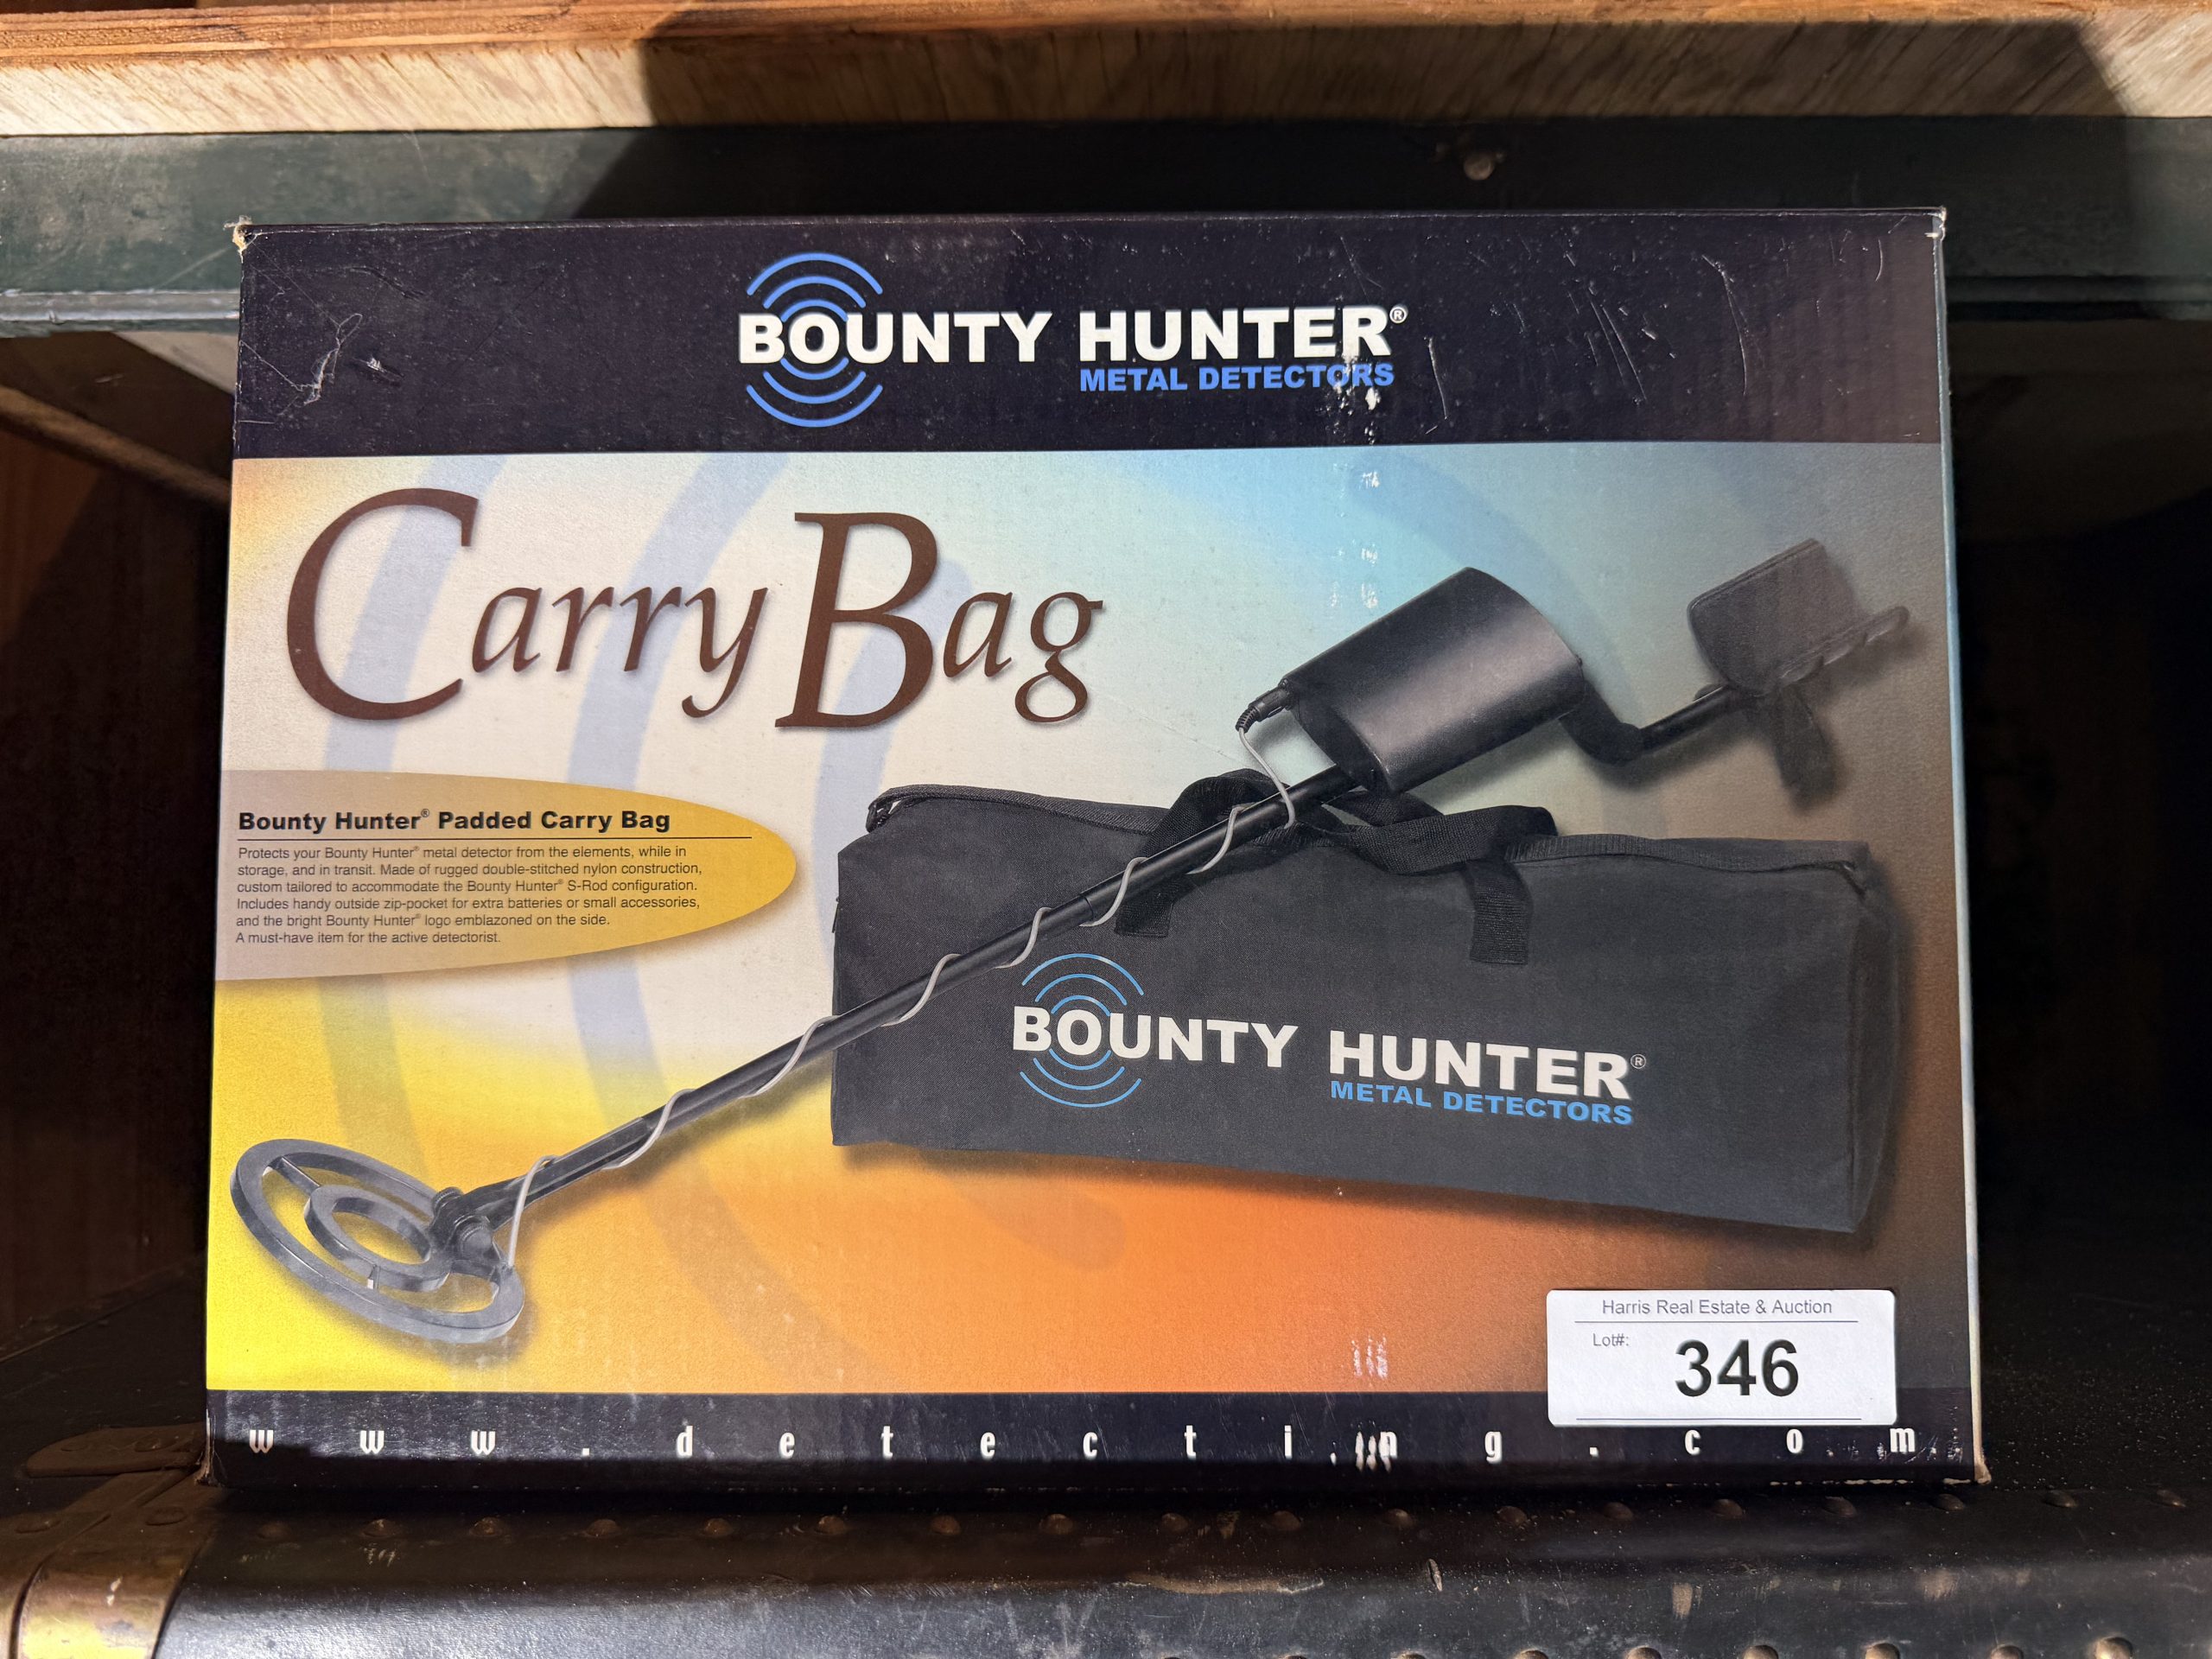 BOUNTY HUNTER®
METAL DETECTORS
Carry Bag
Bounty Hunter® Padded Carry Bag
Protects your Bounty Hunter® metal detector from the elements, while in
storage, and in transit. Made of rugged double-stitched nylon construction,
custom tailored to accommodate the Bounty Hunter® S-Rod configuration.
Includes handy outside zip-pocket for extra batteries or small accessories,
and the bright Bounty Hunter® logo emblazoned on the side.
A must-have item for the active detectorist.
BOUNTY HUNTER®
METAL DETECTORS
Harris Real Estate & Auction
Lot#: 346
www.detecting.com